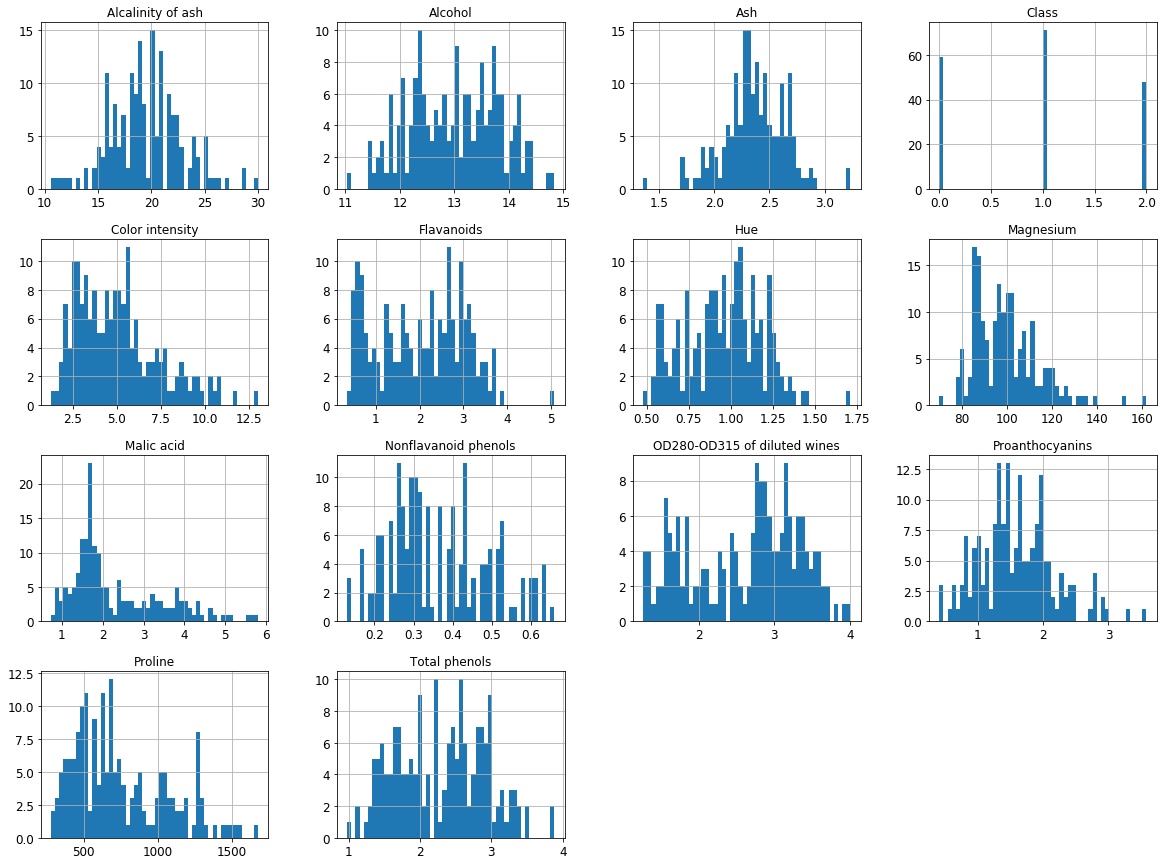 Alcalinity of ash
15
10
5
0
10 15 20 25 30
Alcohol
10
8
6
4
2
0
11 12 13 14 15
Ash
15
10
5
0
1.5 2.0 2.5 3.0
Class
60
40
20
0
0.0 0.5 1.0 1.5 2.0
Color intensity
10
8
6
4
2
0
2.5 5.0 7.5 10.0 12.5
Flavanoids
10
8
6
4
2
0
1 2 3 4 5
Hue
10
8
6
4
2
0
0.50 0.75 1.00 1.25 1.50 1.75
Magnesium
15
10
5
0
80 100 120 140 160
Malic acid
20
15
10
5
0
1 2 3 4 5 6
Nonflavanoid phenols
10
8
6
4
2
0
0.2 0.3 0.4 0.5 0.6
OD280-OD315 of diluted wines
8
6
4
2
0
2 3 4
Proanthocyanins
12.5
10.0
7.5
5.0
2.5
0.0
1 2 3
Proline
12.5
10.0
7.5
5.0
2.5
0.0
500 1000 1500
Total phenols
10
8
6
4
2
0
1 2 3 4